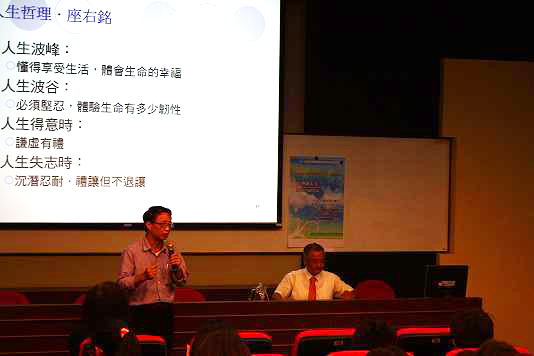 人生哲理．座右銘
人生波峰：
懂得享受生活，體會生命的幸福
人生波谷：
必須堅忍，體驗生命有多少韌性
人生得意時：
謙虛有禮
人生失志時：
沉潛忍耐．禮讓但不退讓